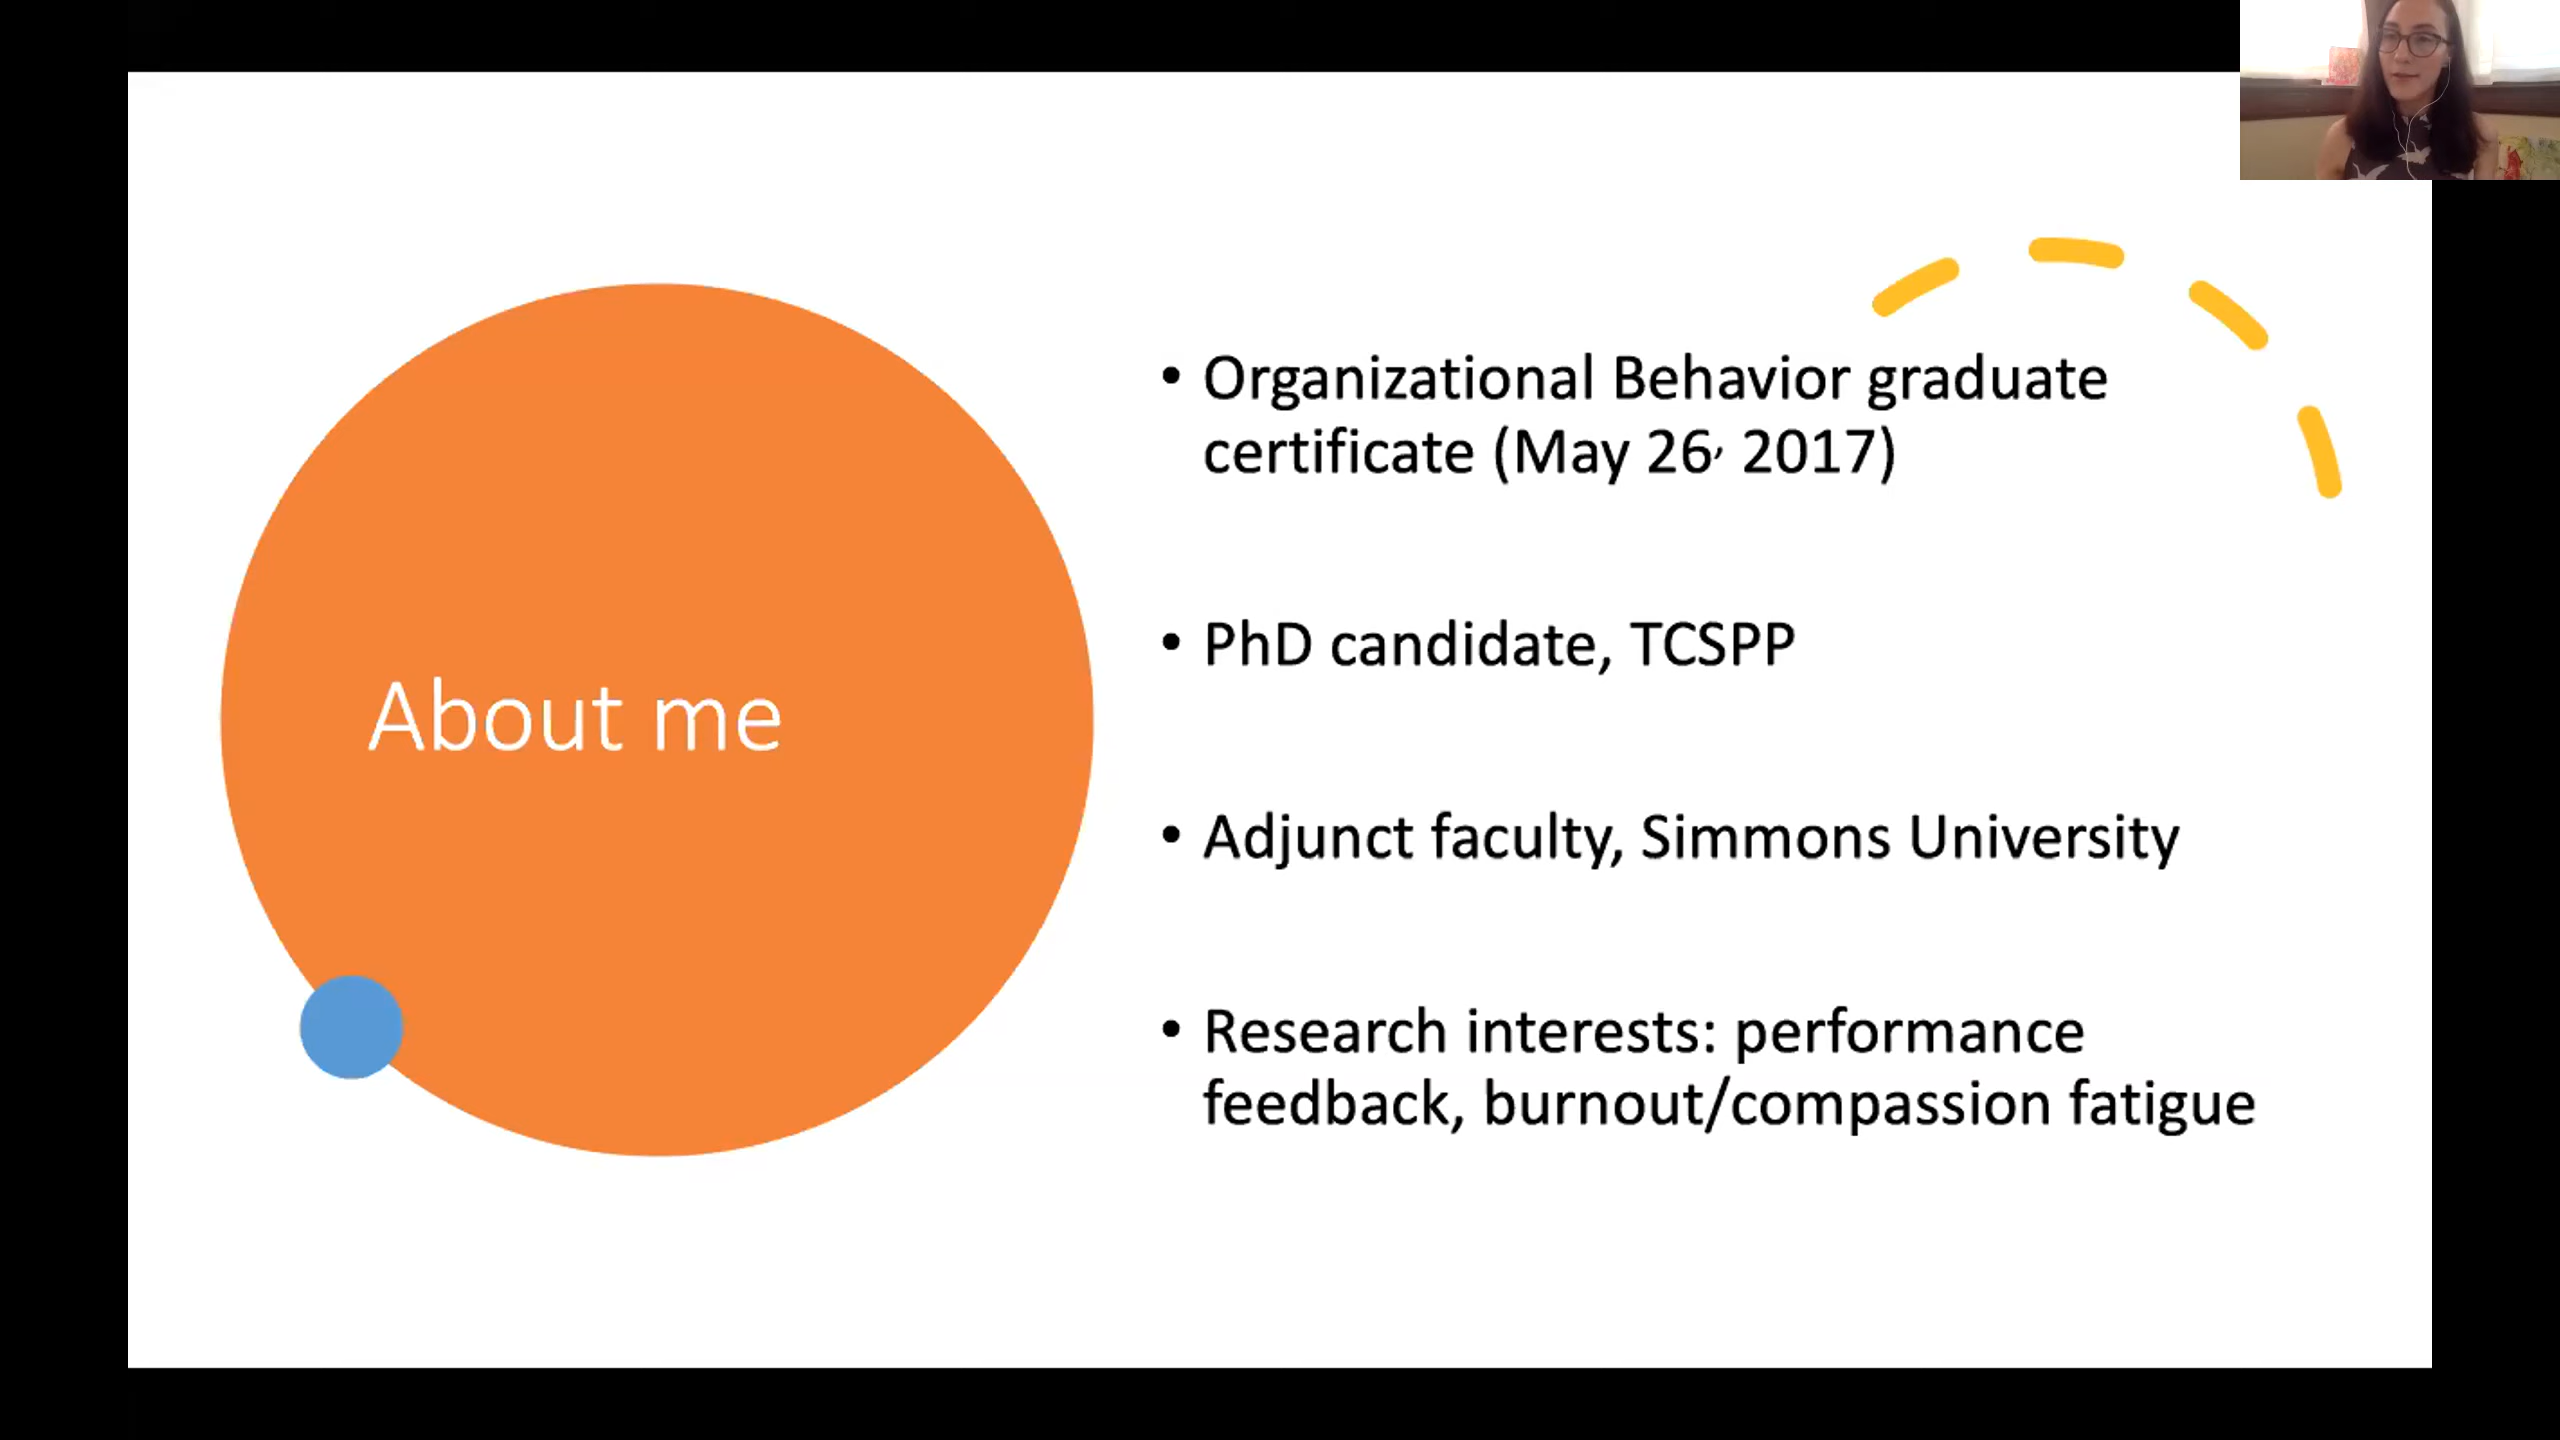 About me
• Organizational Behavior graduate
certificate (May 26, 2017)
• PhD candidate, TCSPP
• Adjunct faculty, Simmons University
• Research interests: performance
feedback, burnout/compassion fatigue